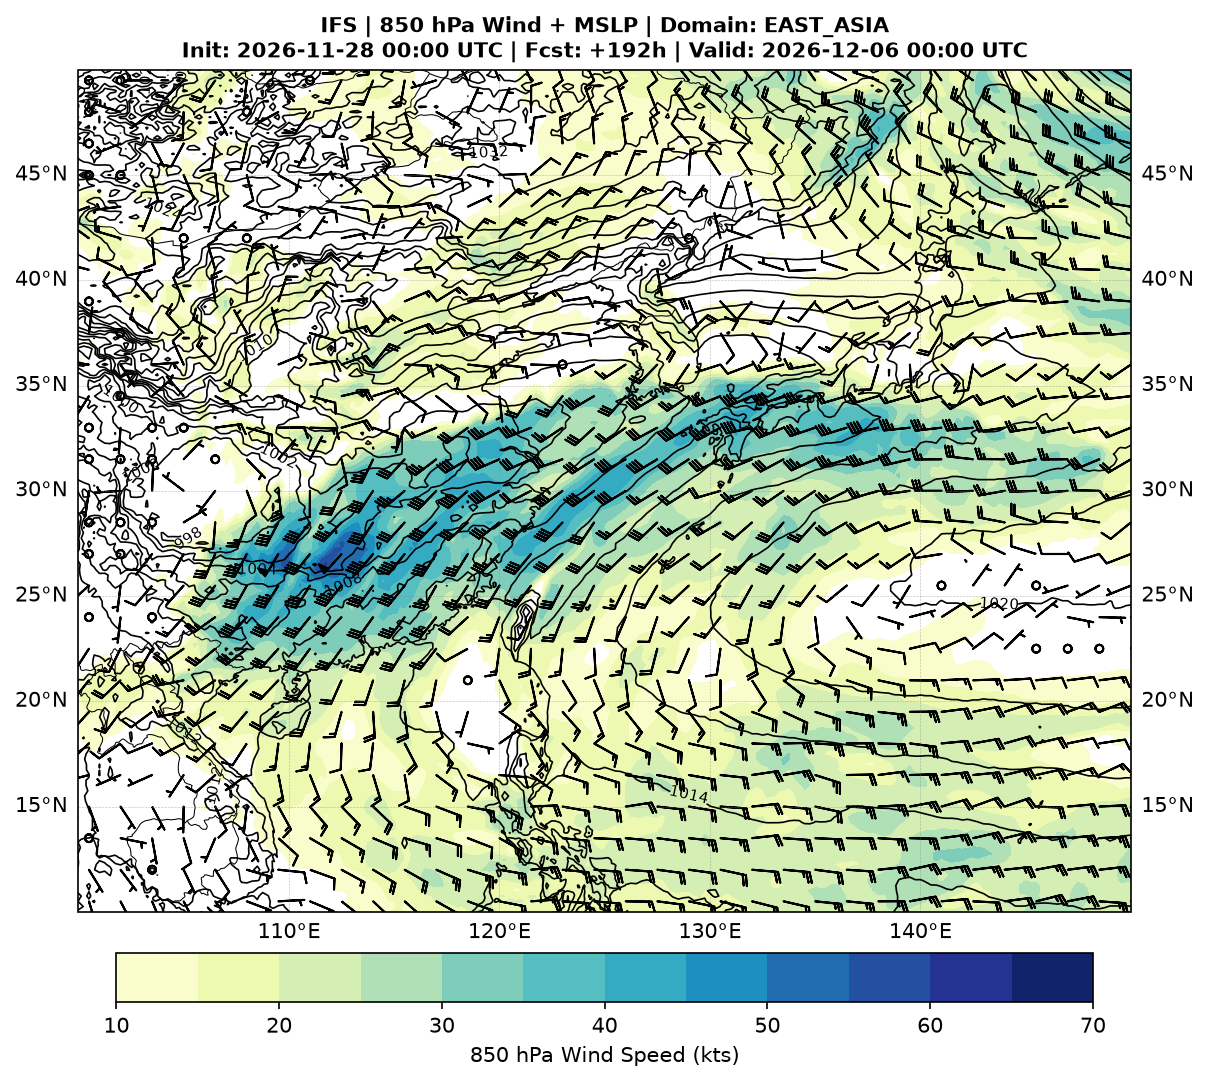 IFS | 850 hPa Wind + MSLP | Domain: EAST_ASIA
Init: 2026-11-28 00:00 UTC | Fcst: +192h | Valid: 2026-12-06 00:00 UTC
45°N
45°N
40°N
40°N
35°N
35°N
30°N
30°N
25°N
25°N
20°N
20°N
15°N
15°N
1002
998
1008
1020
1014
110°E
120°E
130°E
140°E
10
20
30
40
50
60
70
850 hPa Wind Speed (kts)